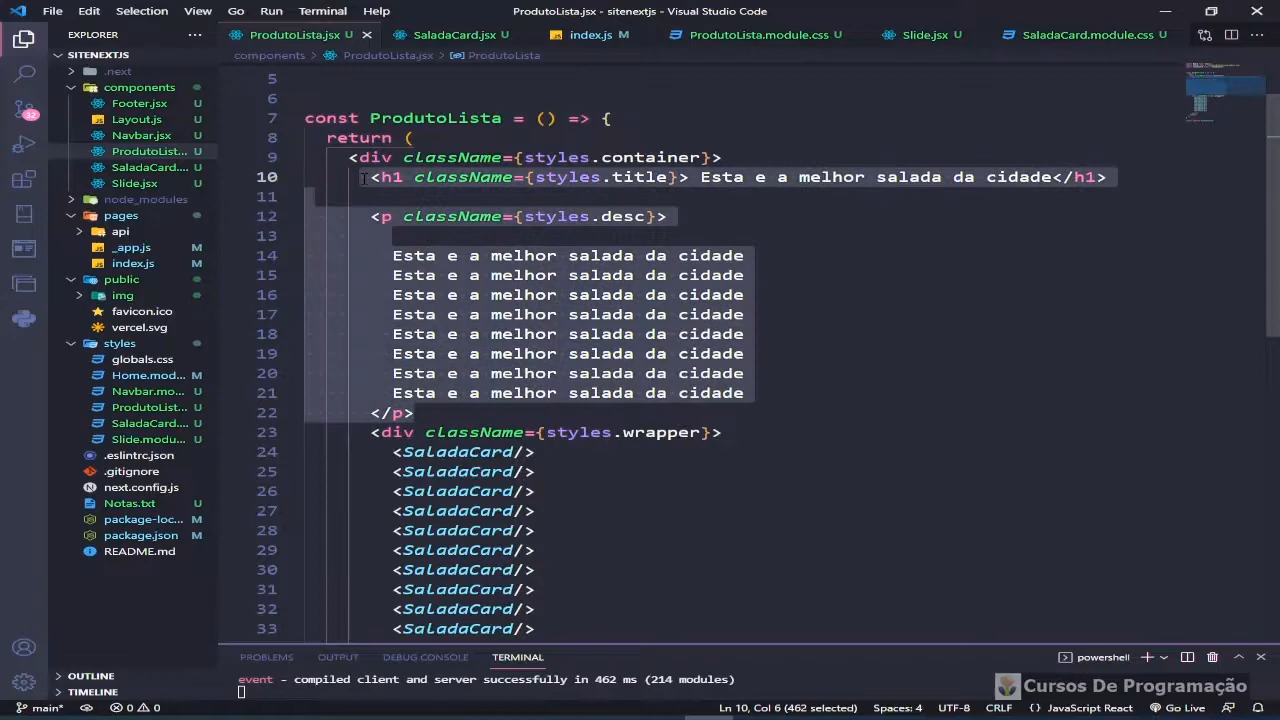 File Edit Selection View Go Run Terminal Help ProdutoLista.jsx - sitenextjs - Visual Studio Code
EXPLORER ...
ProdutoLista.jsx U SaladaCard.jsx U index.js M ProdutoLista.module.css U Slide.jsx U SaladaCard.module.css U
components > ProdutoLista.jsx > ProdutoLista
SITENEXTJS
.next
components
Footer.jsx U
Layout.js U
Navbar.jsx U
ProdutoList... U
SaladaCard.... U
Slide.jsx U
node_modules
pages
api
_app.js M
index.js M
public
img
favicon.ico
vercel.svg
styles
globals.css
Home.mod... M
Navbar.mo... U
ProdutoList... U
SaladaCard.... U
Slide.modu... U
.eslintrc.json
.gitignore
next.config.js
Notas.txt U
package-loc... M
package.json M
README.md
OUTLINE
TIMELINE
32
5
6
7 const ProdutoLista = () => {
8 return (
9 <div className={styles.container}>
10 <h1 className={styles.title}> Esta e a melhor salada da cidade</h1>
11
12 <p className={styles.desc}>
13
14 Esta e a melhor salada da cidade
15 Esta e a melhor salada da cidade
16 Esta e a melhor salada da cidade
17 Esta e a melhor salada da cidade
18 Esta e a melhor salada da cidade
19 Esta e a melhor salada da cidade
20 Esta e a melhor salada da cidade
21 Esta e a melhor salada da cidade
22 </p>
23 <div className={styles.wrapper}>
24 <SaladaCard/>
25 <SaladaCard/>
26 <SaladaCard/>
27 <SaladaCard/>
28 <SaladaCard/>
29 <SaladaCard/>
30 <SaladaCard/>
31 <SaladaCard/>
32 <SaladaCard/>
33 <SaladaCard/>
PROBLEMS OUTPUT DEBUG CONSOLE TERMINAL powershell
event - compiled client and server successfully in 462 ms (214 modules)
Cursos De Programação
main* 0 0 Ln 10, Col 6 (462 selected) Spaces: 4 UTF-8 CRLF {} JavaScript React Go Live